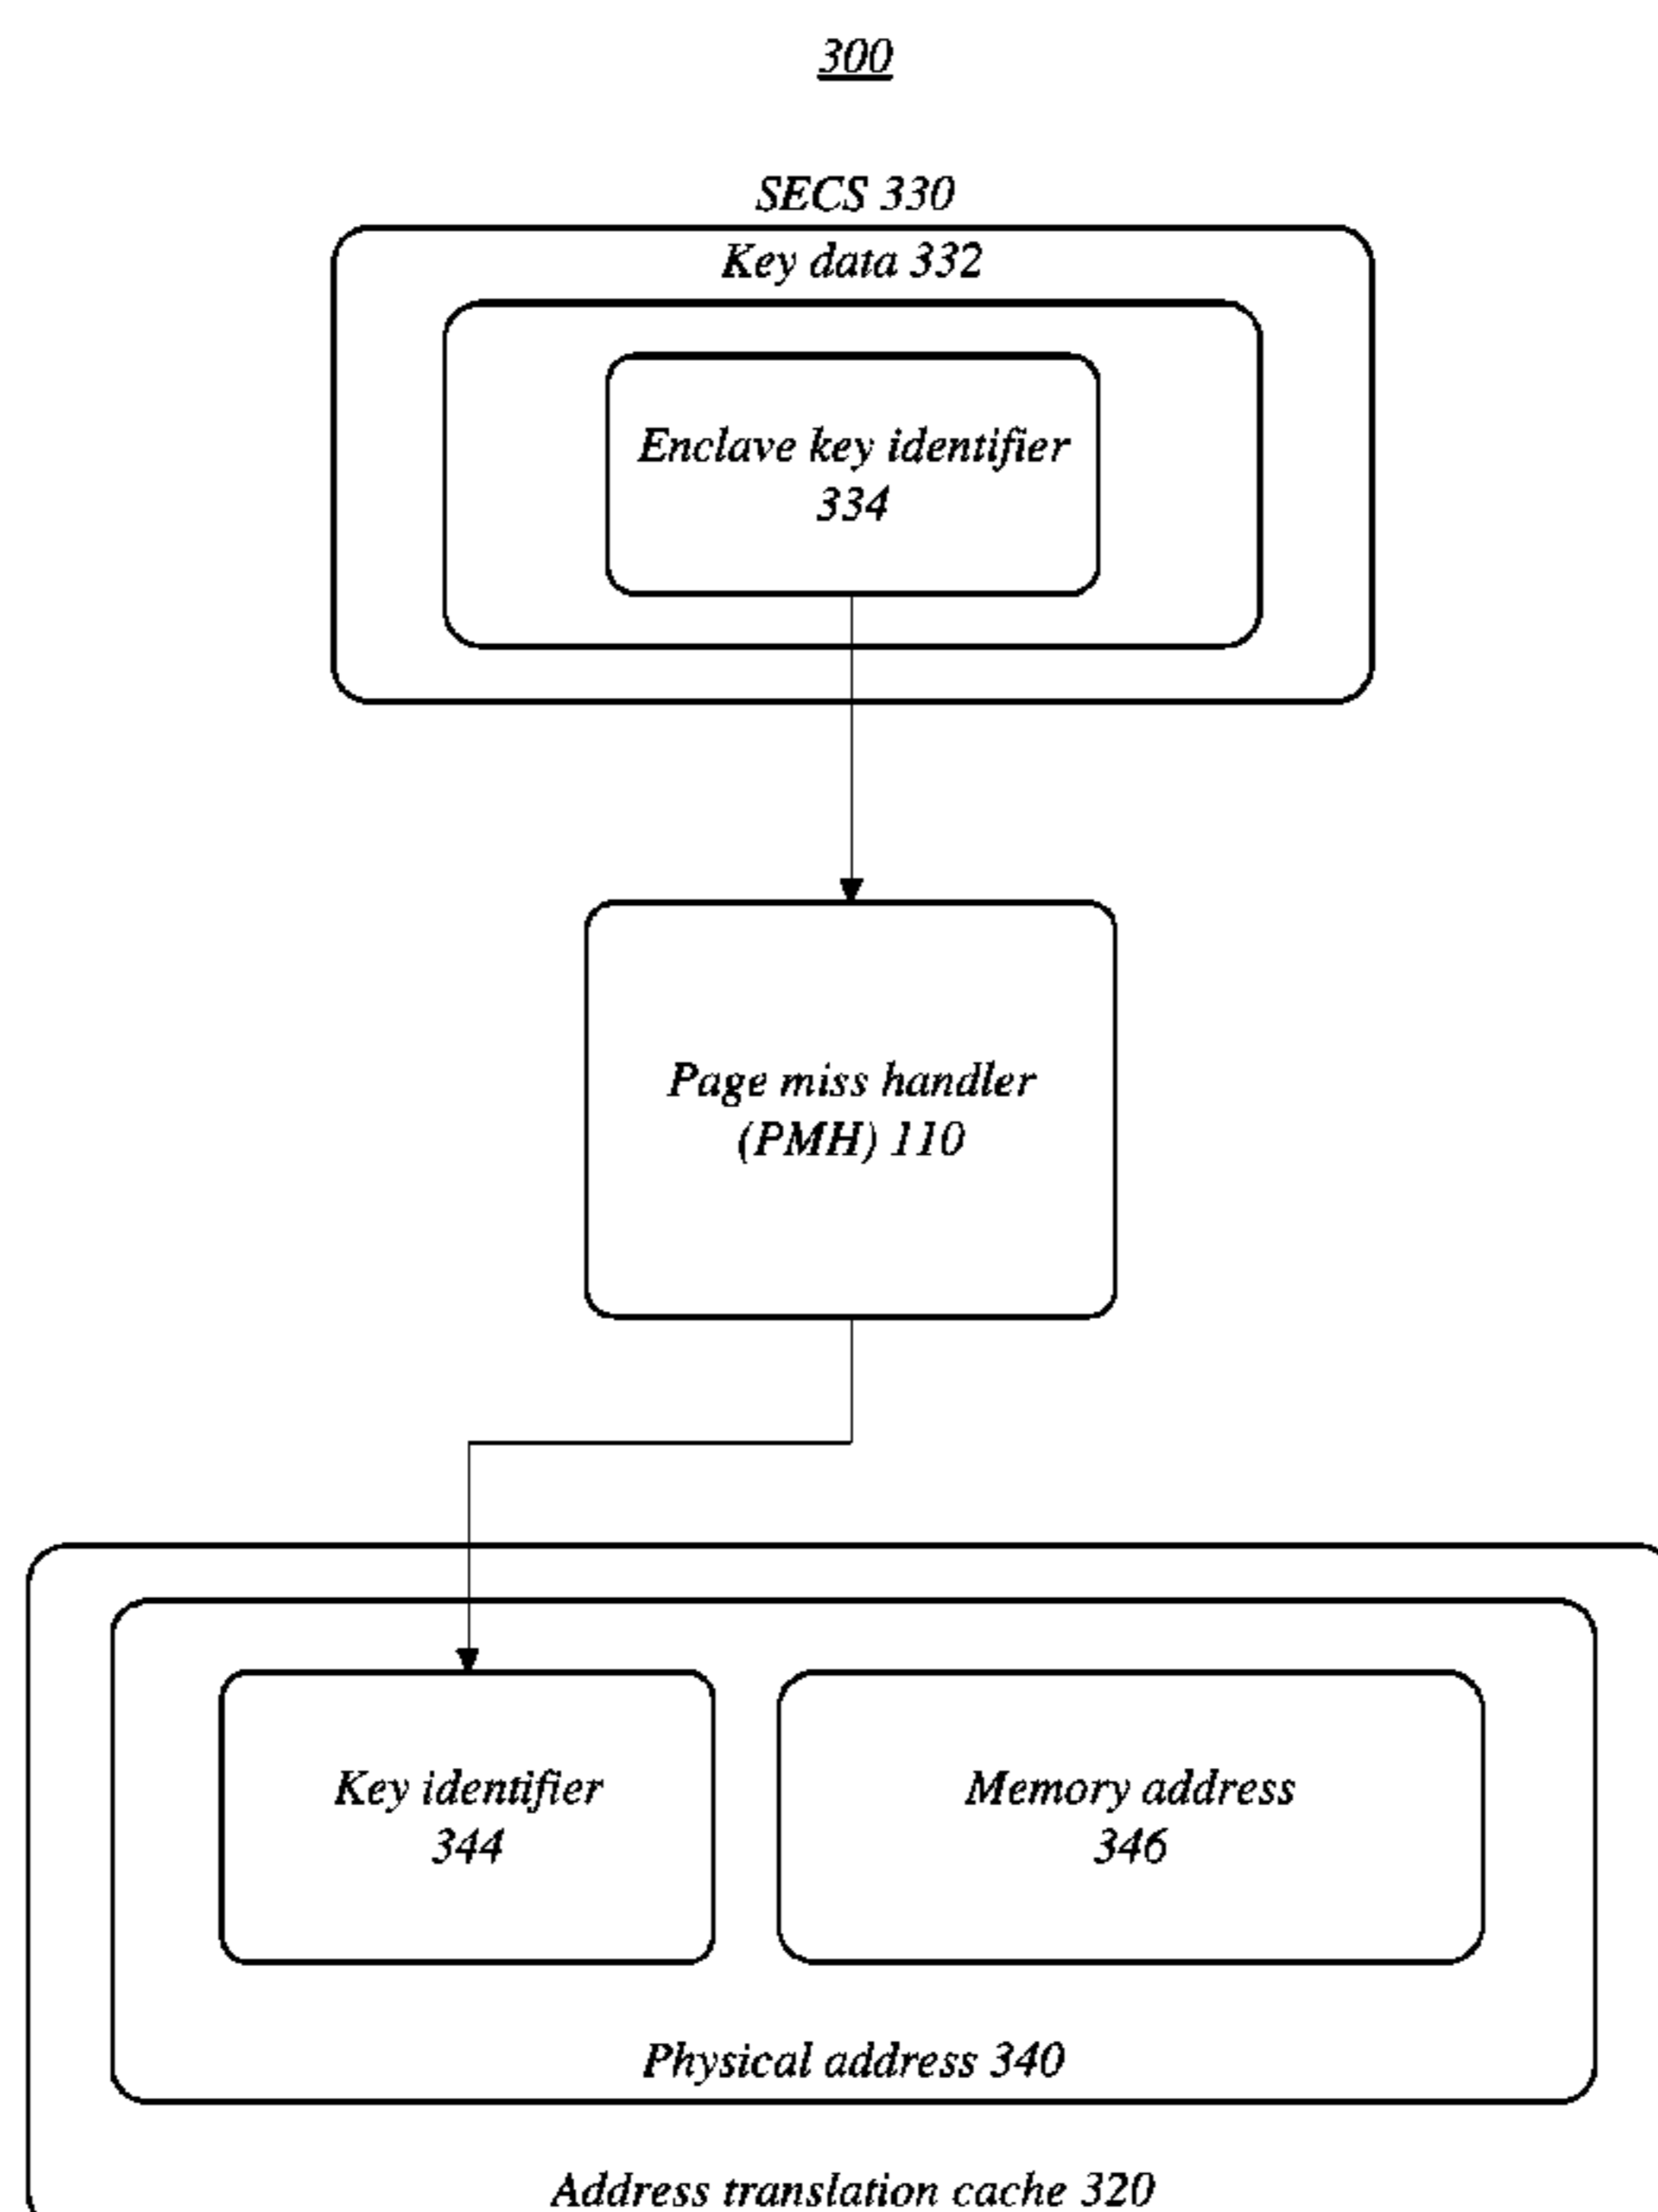 300
SECS 330
Key data 332
Enclave key identifier
334
Page miss handler
(PMH) 110
Key identifier
344
Memory address
346
Physical address 340
Address translation cache 320